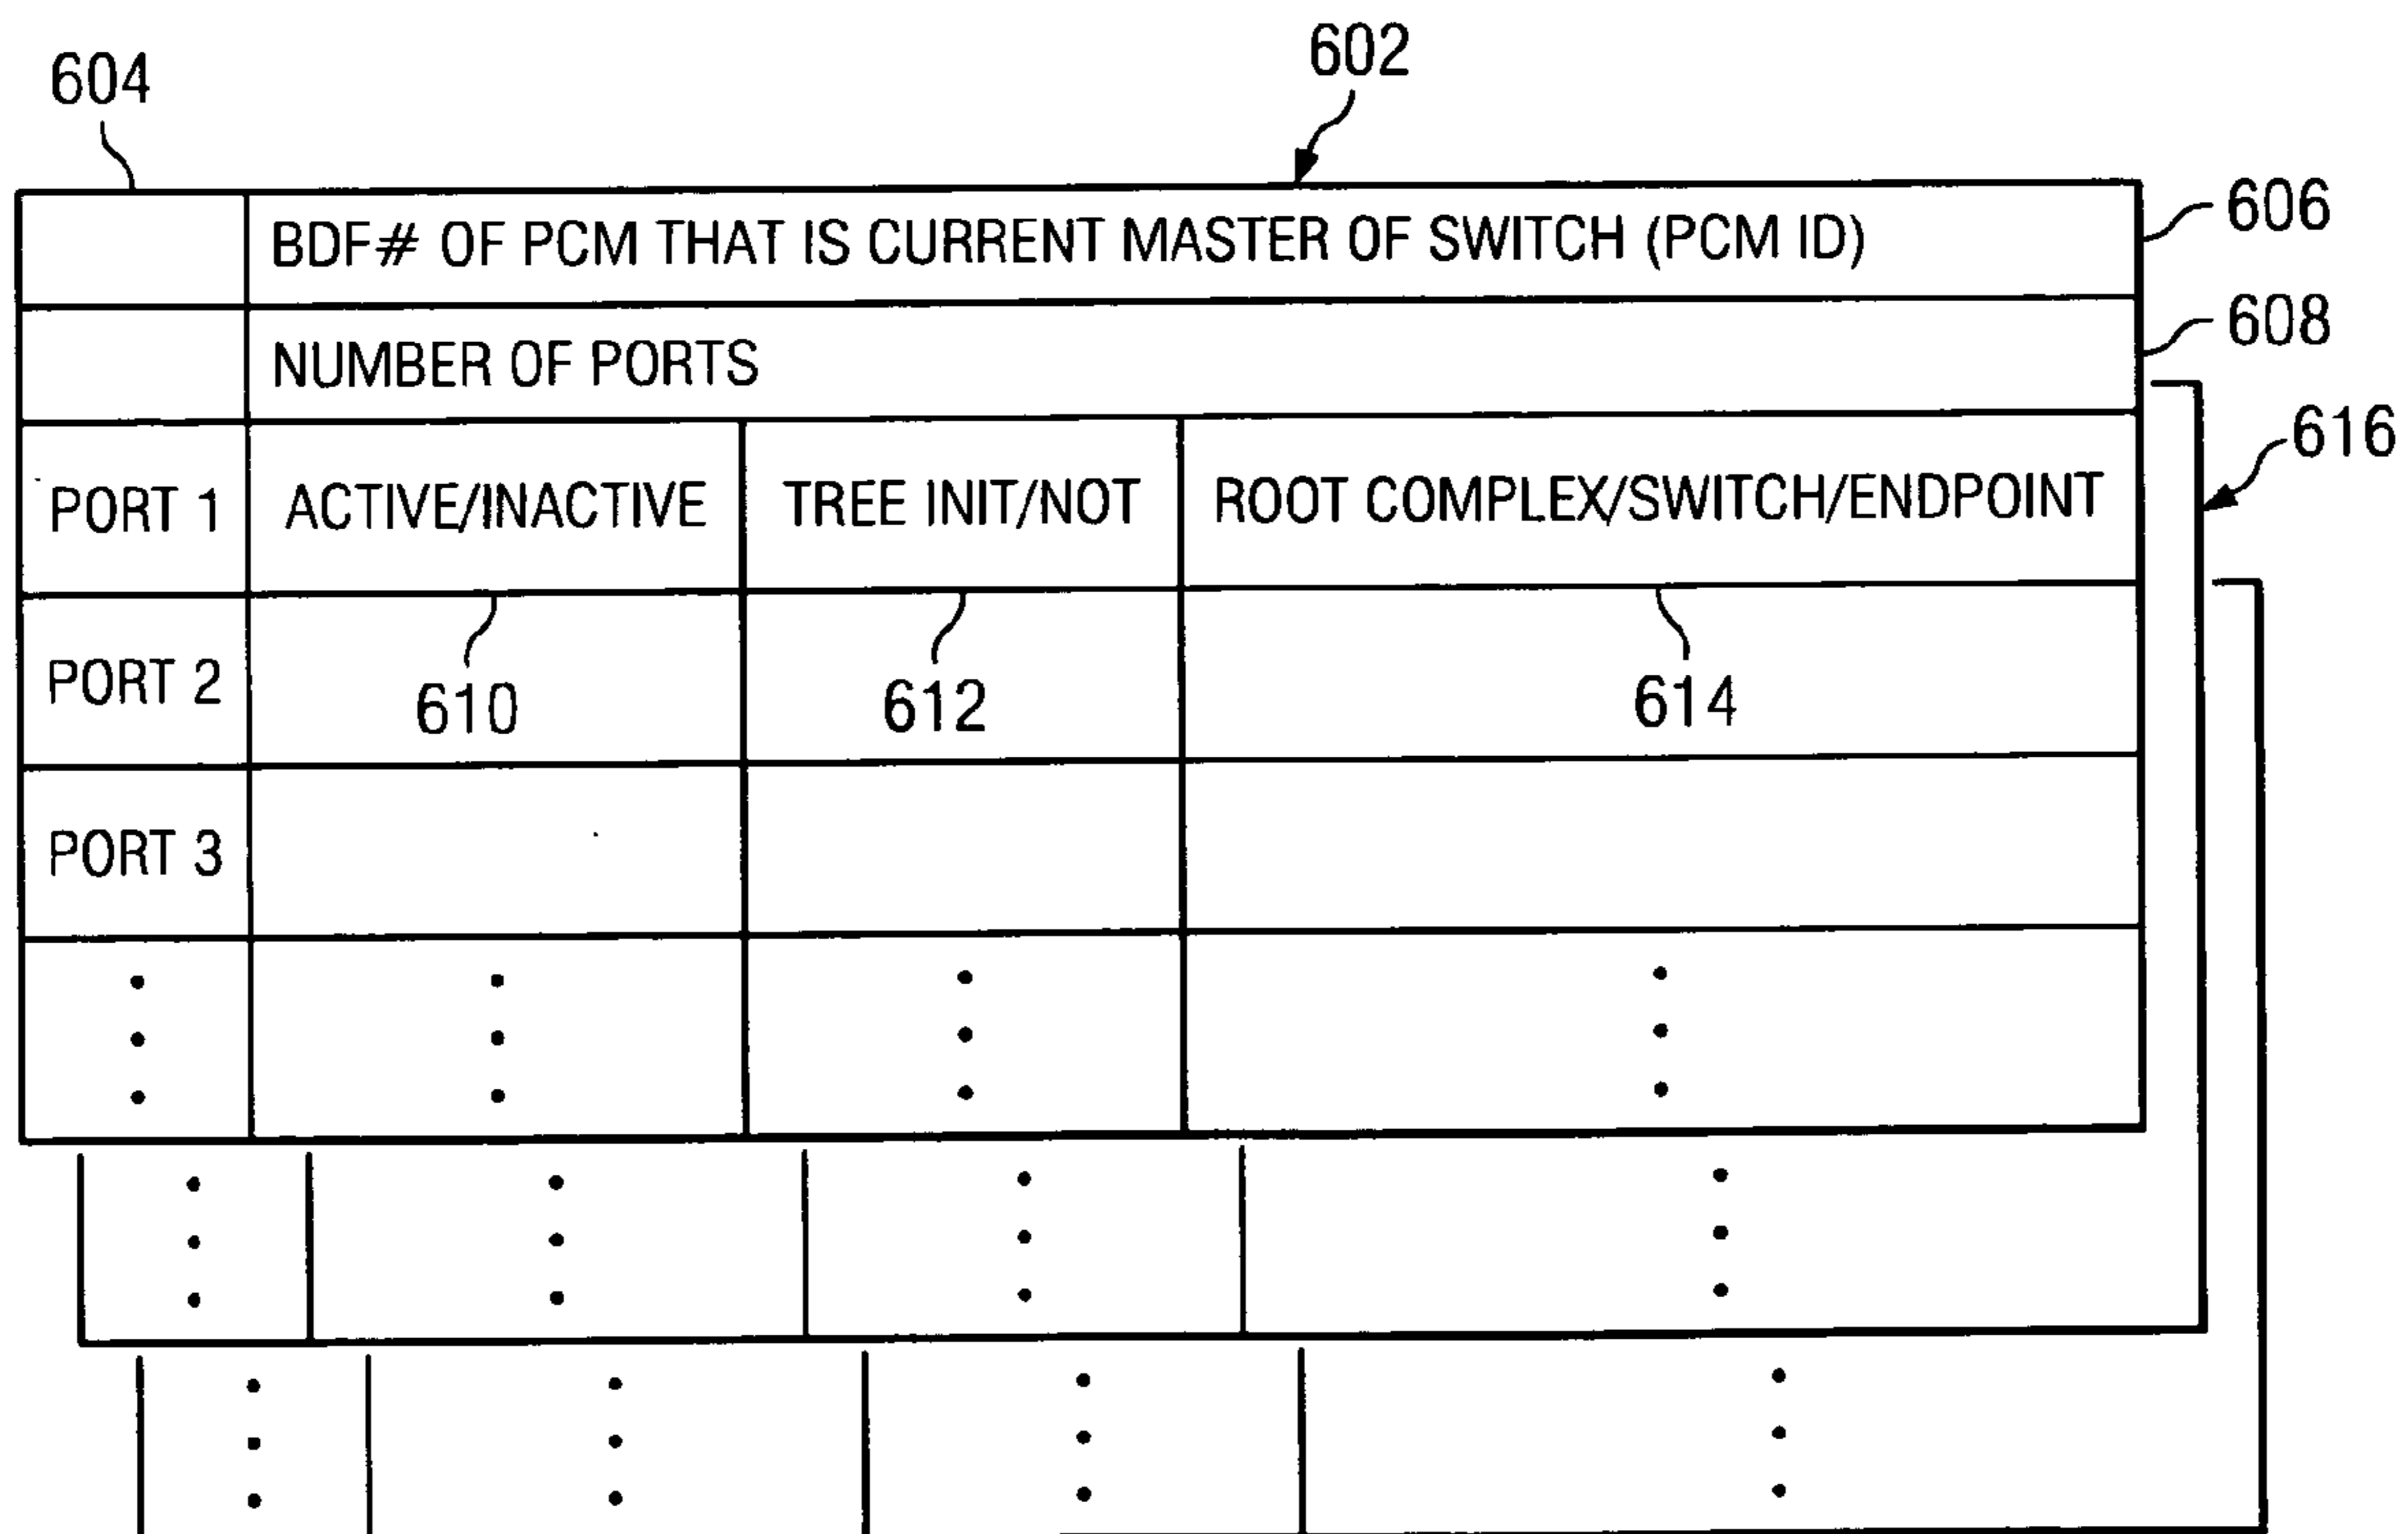 602
604
BDF# OF PCM THAT IS CURRENT MASTER OF SWITCH (PCM ID)
606
NUMBER OF PORTS
608
616
PORT 1 ACTIVE/INACTIVE TREE INIT/NOT ROOT COMPLEX/SWITCH/ENDPOINT
PORT 2 610 612 614
PORT 3